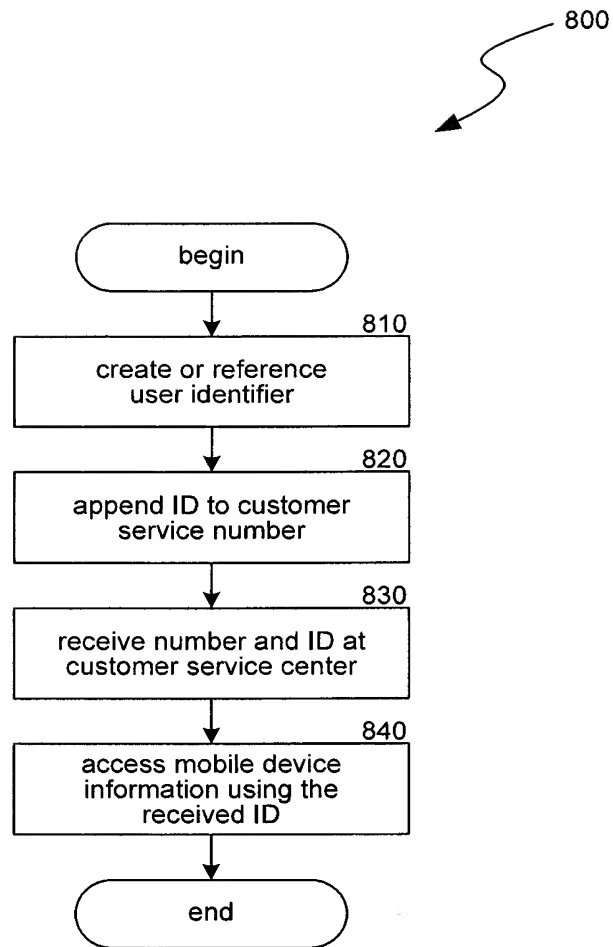 800
begin
810
create or reference
user identifier
820
append ID to customer
service number
830
receive number and ID at
customer service center
840
access mobile device
information using the
received ID
end